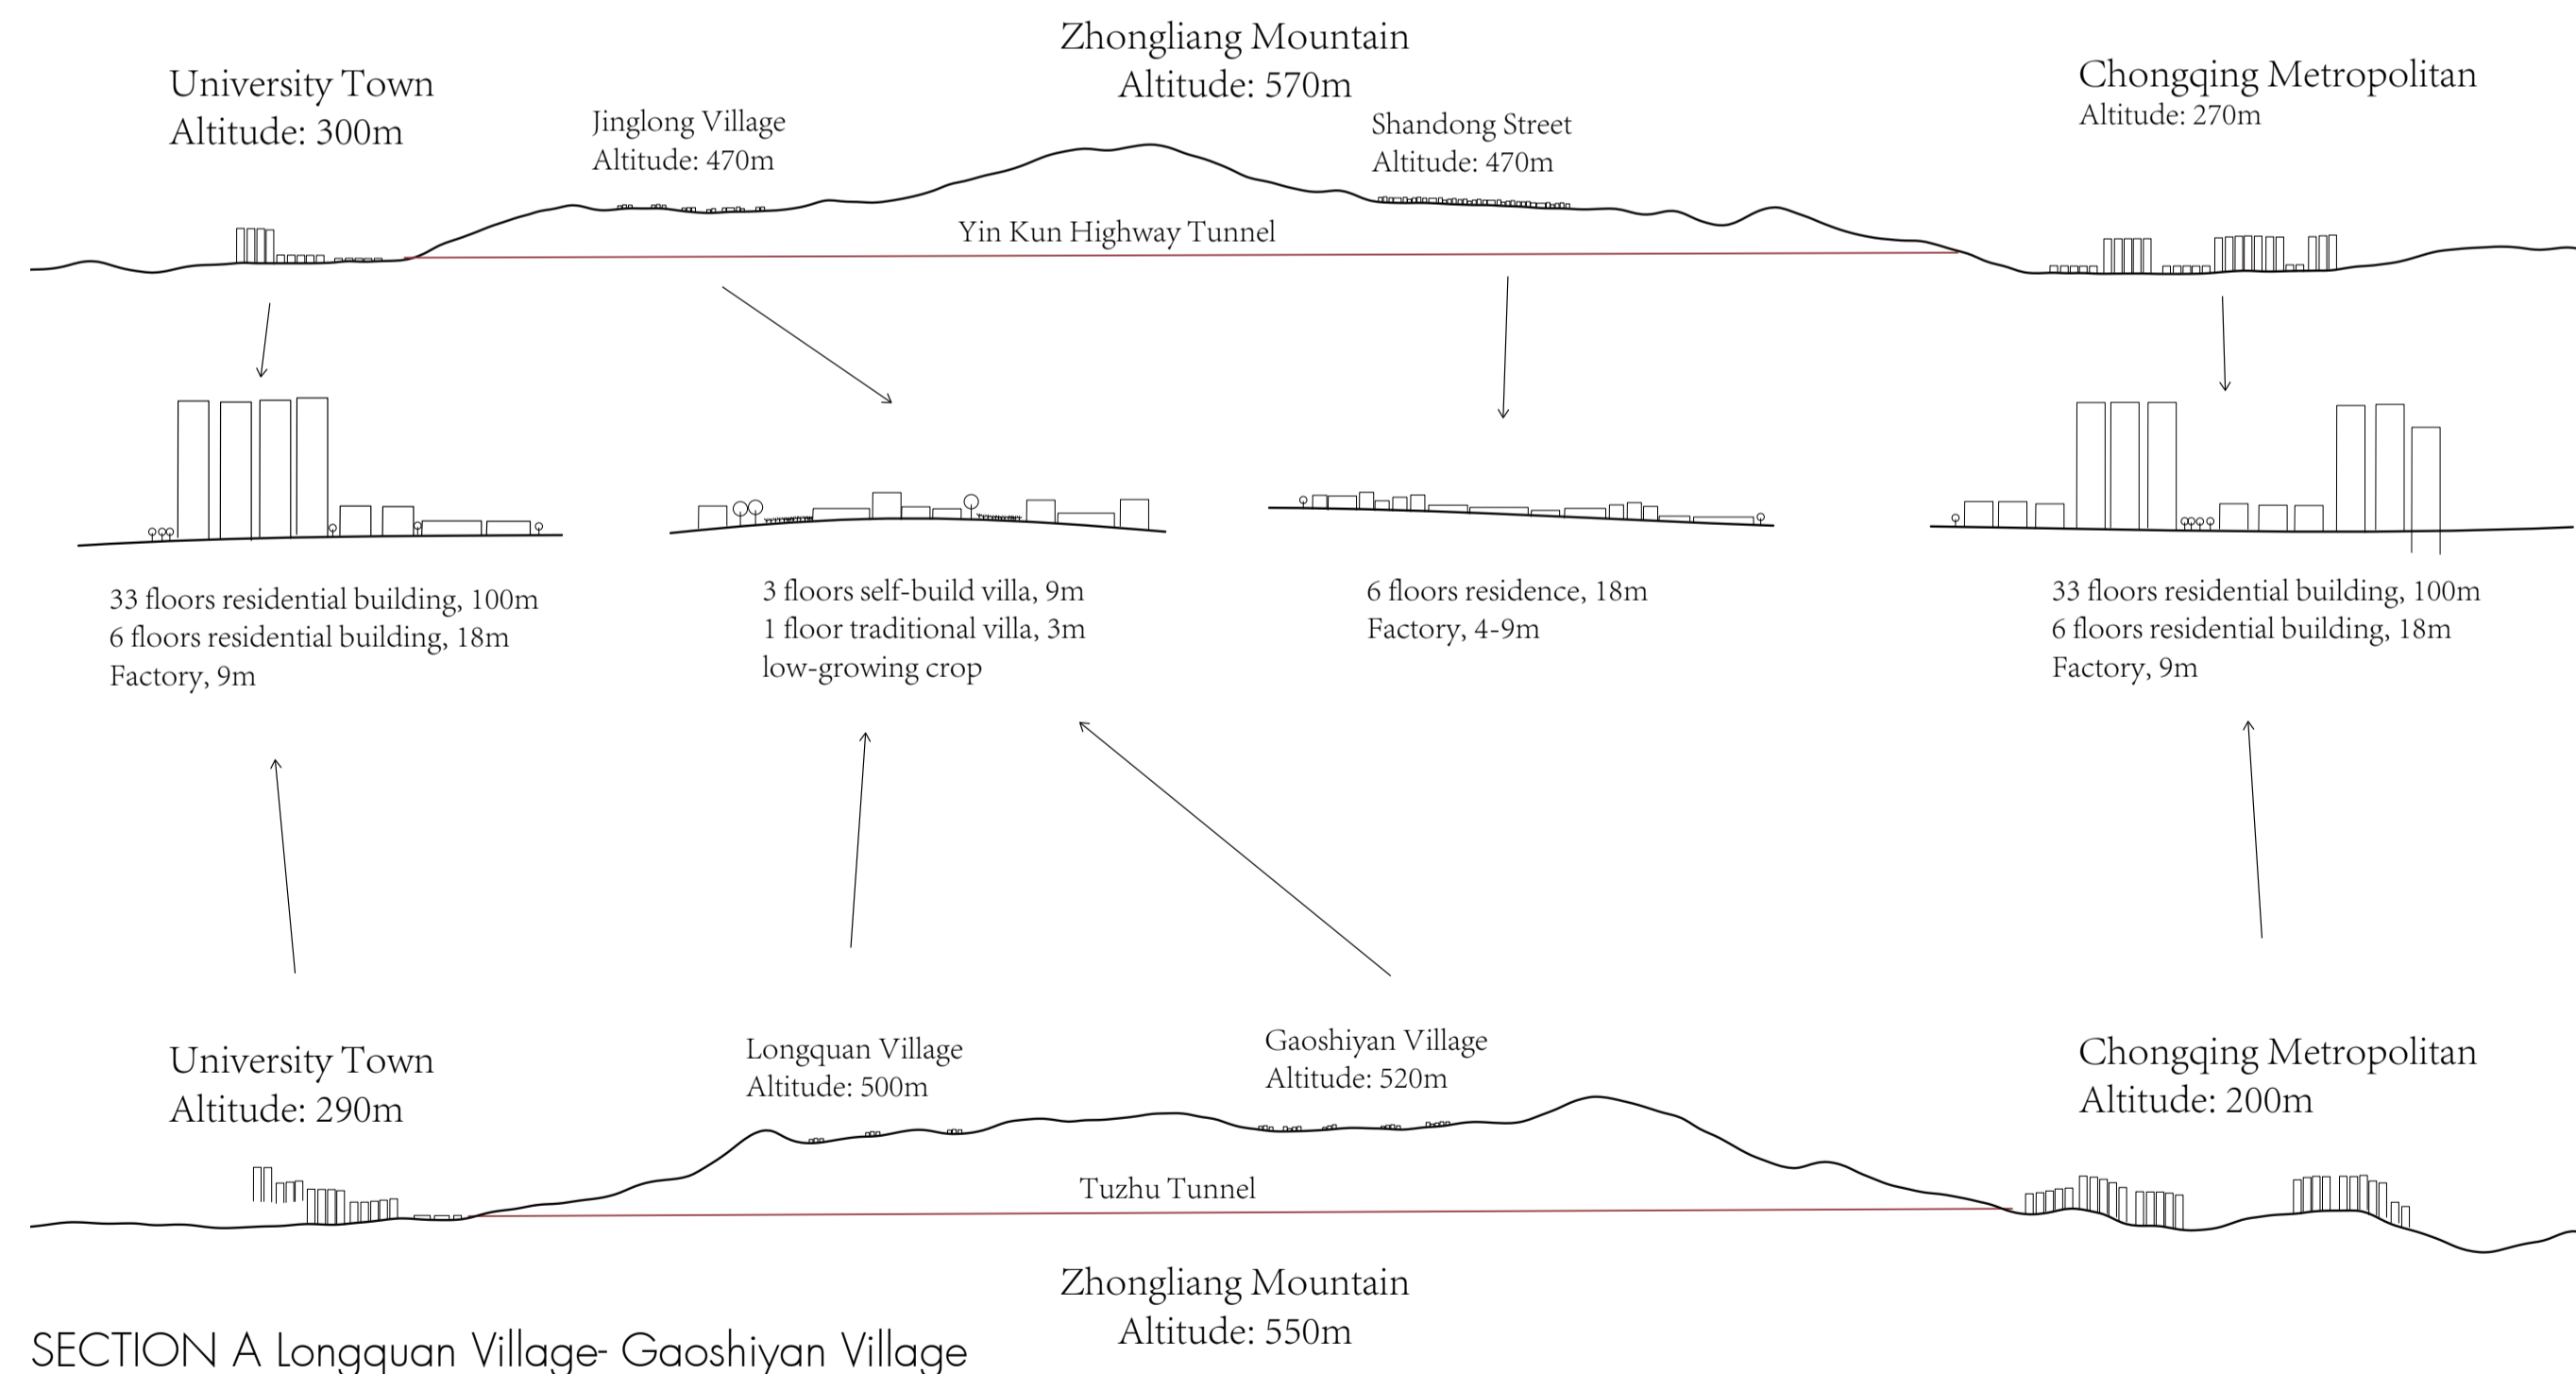 Zhongliang Mountain
Altitude: 570m
University Town
Altitude: 300m
Jinglong Village
Altitude: 470m
Shandong Street
Altitude: 470m
Chongqing Metropolitan
Altitude: 270m
Yin Kun Highway Tunnel
33 floors residential building, 100m
6 floors residential building, 18m
Factory, 9m
3 floors self-build villa, 9m
1 floor traditional villa, 3m
low-growing crop
6 floors residence, 18m
Factory, 4-9m
33 floors residential building, 100m
6 floors residential building, 18m
Factory, 9m
University Town
Altitude: 290m
Longquan Village
Altitude: 500m
Gaoshiyan Village
Altitude: 520m
Chongqing Metropolitan
Altitude: 200m
Tuzhu Tunnel
Zhongliang Mountain
Altitude: 550m
SECTION A Longquan Village- Gaoshiyan Village